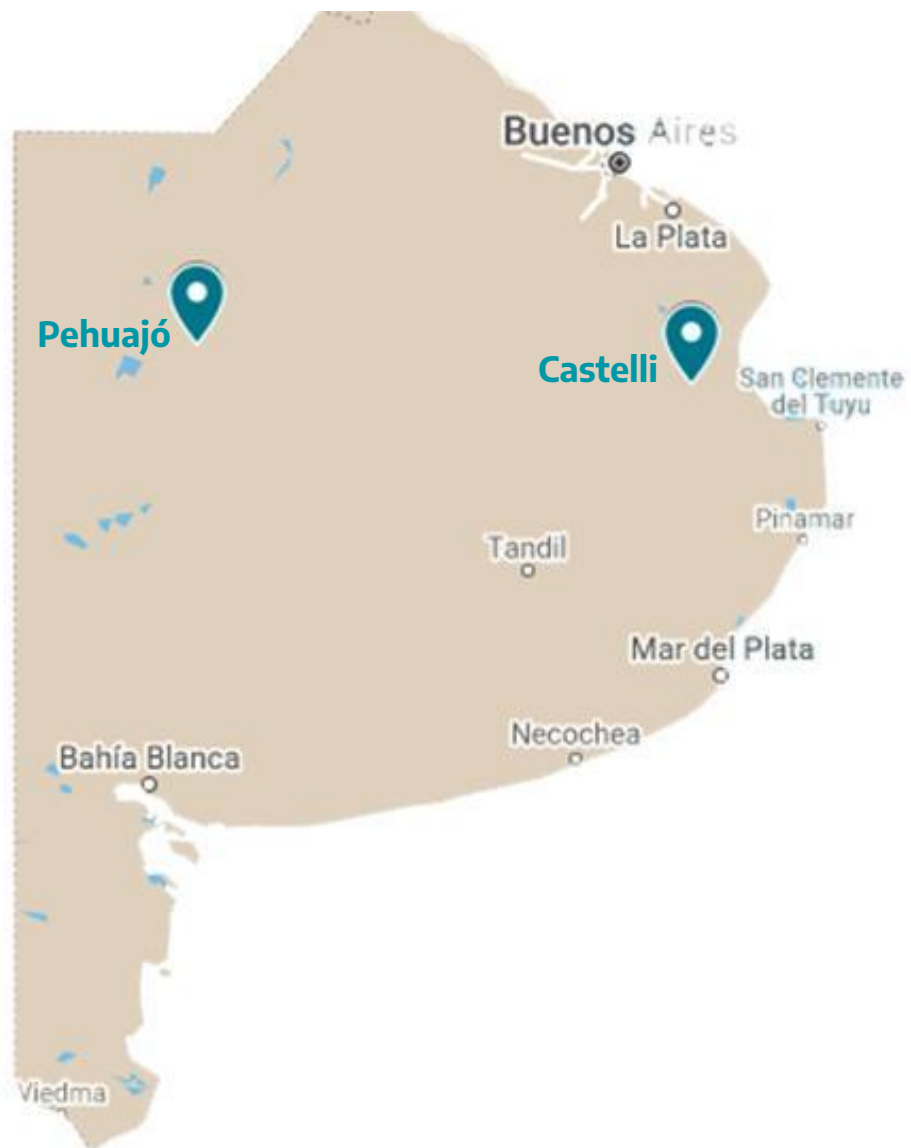 Buenos Aires
La Plata
Pehuajó
Castelli
San Clemente
del Tuyu
Pinamar
Tandil
Mar del Plata
Necochea
Bahía Blanca
Viedma